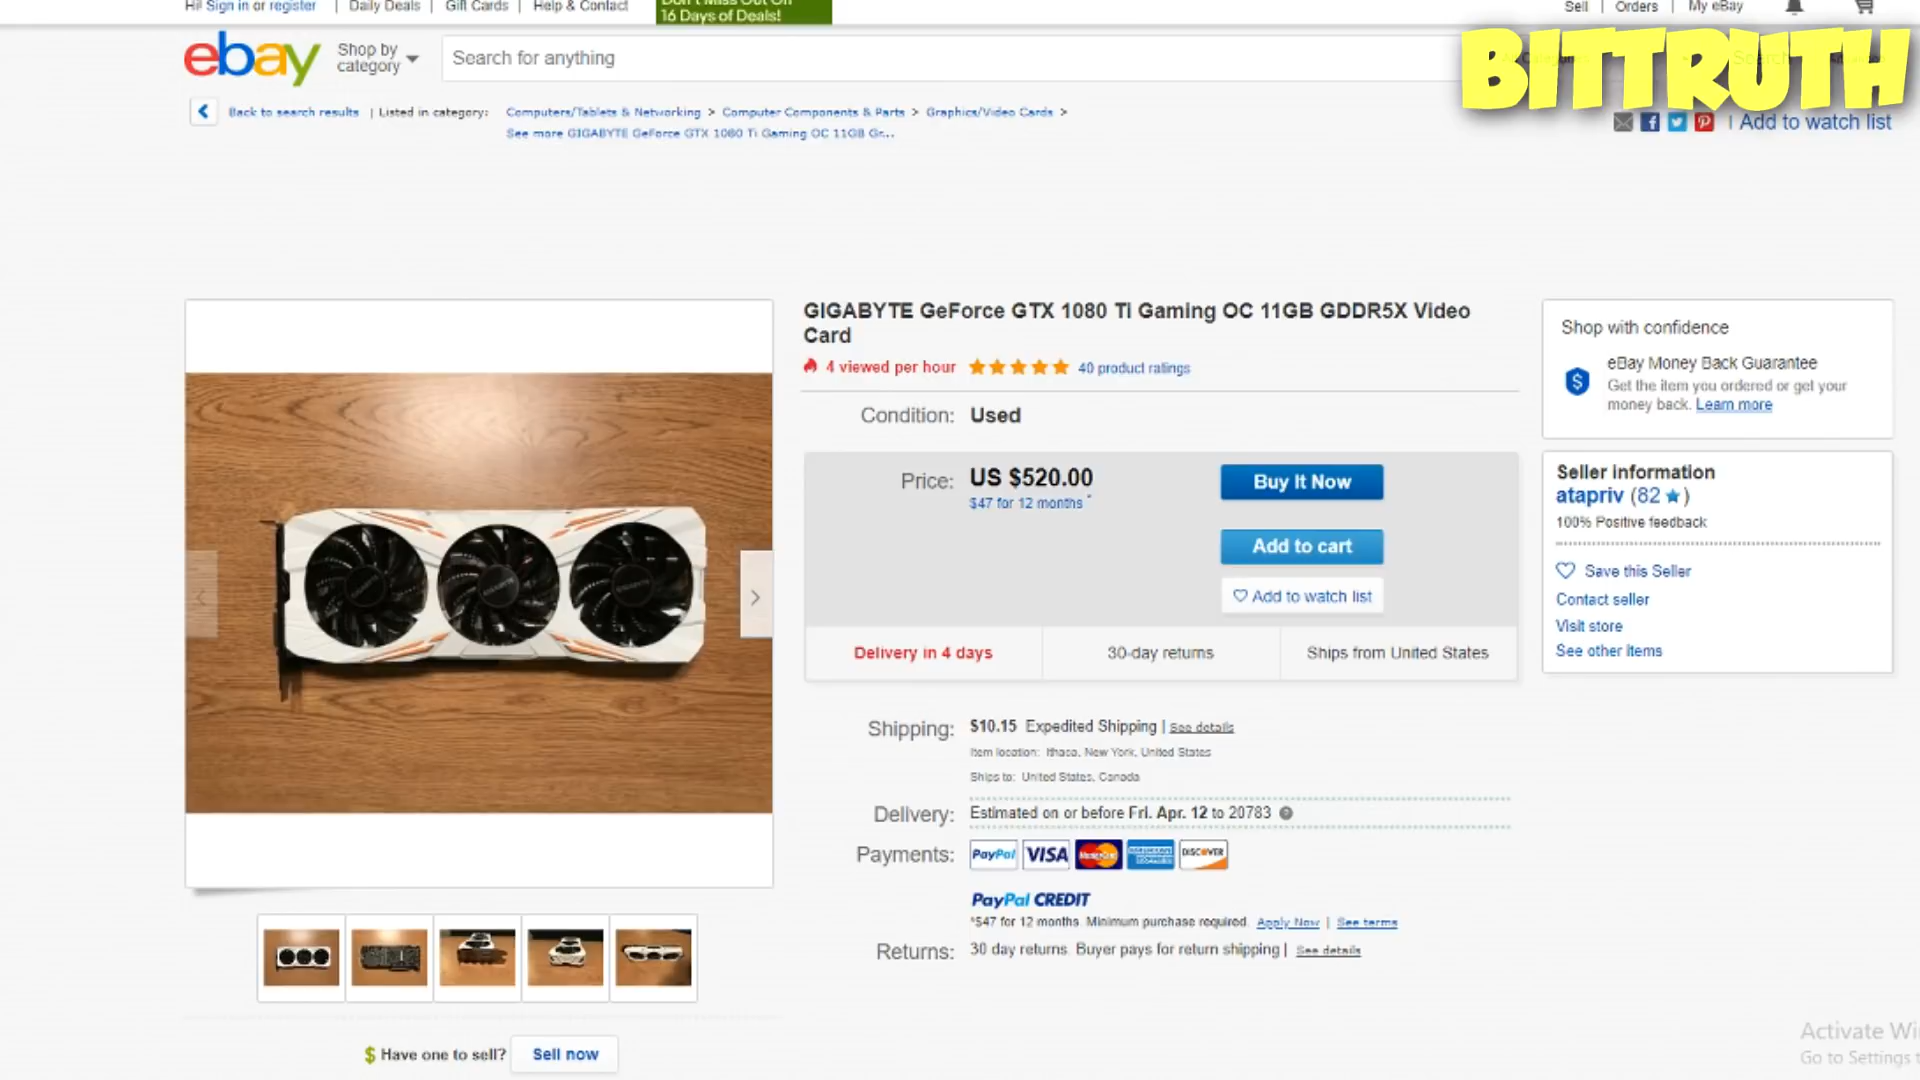 Hi! Sign in or register | Daily Deals | Gift Cards | Help & Contact
Don't Miss Out On
16 Days of Deals!
Sell | Orders | My eBay
ebay
Shop by
category
Search for anything
BITTRUTH
Back to search results | Listed in category: Computers/Tablets & Networking > Computer Components & Parts > Graphics/Video Cards >
See more GIGABYTE GeForce GTX 1080 Ti Gaming OC 11GB Gr...
| Add to watch list
GIGABYTE GeForce GTX 1080 Ti Gaming OC 11GB GDDR5X Video
Card
4 viewed per hour
40 product ratings
Condition: Used
Price: US $520.00
$47 for 12 months *
Buy It Now
Add to cart
Add to watch list
Delivery in 4 days
30-day returns
Ships from United States
Shipping: $10.15 Expedited Shipping | See details
Item location: Ithaca, New York, United States
Ships to: United States, Canada
Delivery: Estimated on or before Fri. Apr. 12 to 20783
Payments: PayPal VISA MasterCard AMERICAN EXPRESS DISCOVER
PayPal CREDIT
*$47 for 12 months. Minimum purchase required. Apply Now | See terms
Returns: 30 day returns. Buyer pays for return shipping | See details
Shop with confidence
eBay Money Back Guarantee
Get the item you ordered or get your
money back. Learn more
Seller information
atapriv (82 ★)
100% Positive feedback
Save this Seller
Contact seller
Visit store
See other items
$ Have one to sell? Sell now
Activate Wi
Go to Settings t